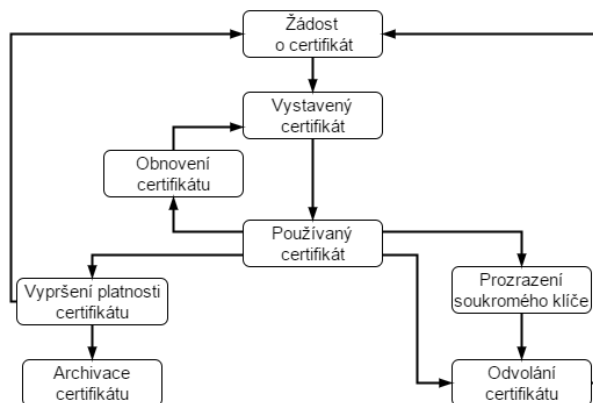 Žádost
o certifikát
Vystavený
certifikát
Obnovení
certifikátu
Používaný
certifikát
Vypršení platnosti
certifikátu
Prozrazení
soukromého klíče
Archivace
certifikátu
Odvolání
certifikátu